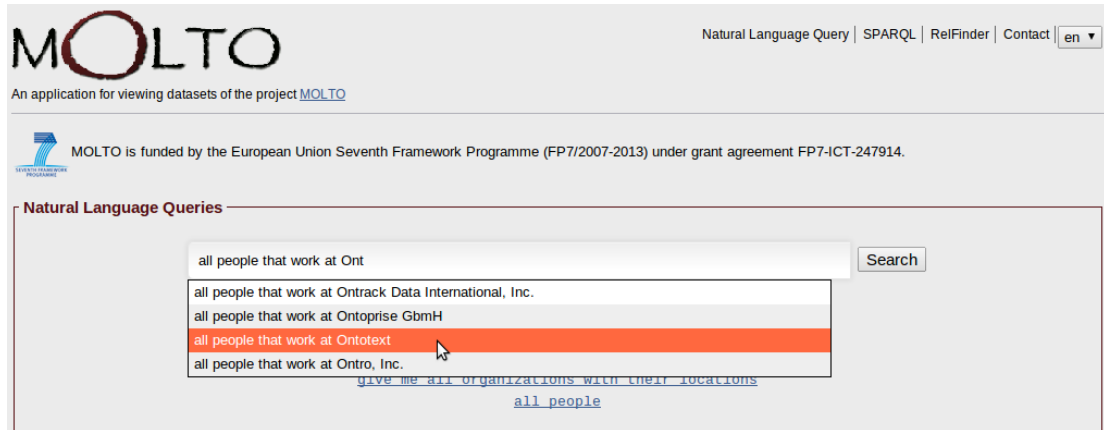 MOLTO
Natural Language Query | SPARQL | RelFinder | Contact | en ▼
An application for viewing datasets of the project MOLTO
SEVENTH FRAMEWORK
PROGRAMME
MOLTO is funded by the European Union Seventh Framework Programme (FP7/2007-2013) under grant agreement FP7-ICT-247914.
Natural Language Queries
all people that work at Ont
Search
all people that work at Ontrack Data International, Inc.
all people that work at Ontoprise GbmH
all people that work at Ontotext
all people that work at Ontro, Inc.
give me all organizations with their locations
all people